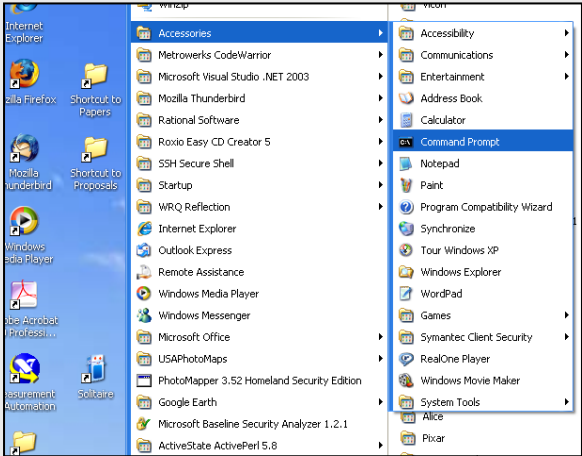 Internet
Explorer
zilla Firefox
Shortcut to
Papers
Mozilla
hunderbird
Shortcut to
Proposals
Windows
edia Player
be Acrobat
Professi...
easurement
Automation
Solitaire
WinZip
Accessories
Metrowerks CodeWarrior
Microsoft Visual Studio .NET 2003
Mozilla Thunderbird
Rational Software
Roxio Easy CD Creator 5
SSH Secure Shell
Startup
WRQ Reflection
Internet Explorer
Outlook Express
Remote Assistance
Windows Media Player
Windows Messenger
Microsoft Office
USAPhotoMaps
PhotoMapper 3.52 Homeland Security Edition
Google Earth
Microsoft Baseline Security Analyzer 1.2.1
ActiveState ActivePerl 5.8
Vicon
Accessibility
Communications
Entertainment
Address Book
Calculator
Command Prompt
Notepad
Paint
Program Compatibility Wizard
Synchronize
Tour Windows XP
Windows Explorer
WordPad
Games
Symantec Client Security
RealOne Player
Windows Movie Maker
System Tools
Alice
Pixar